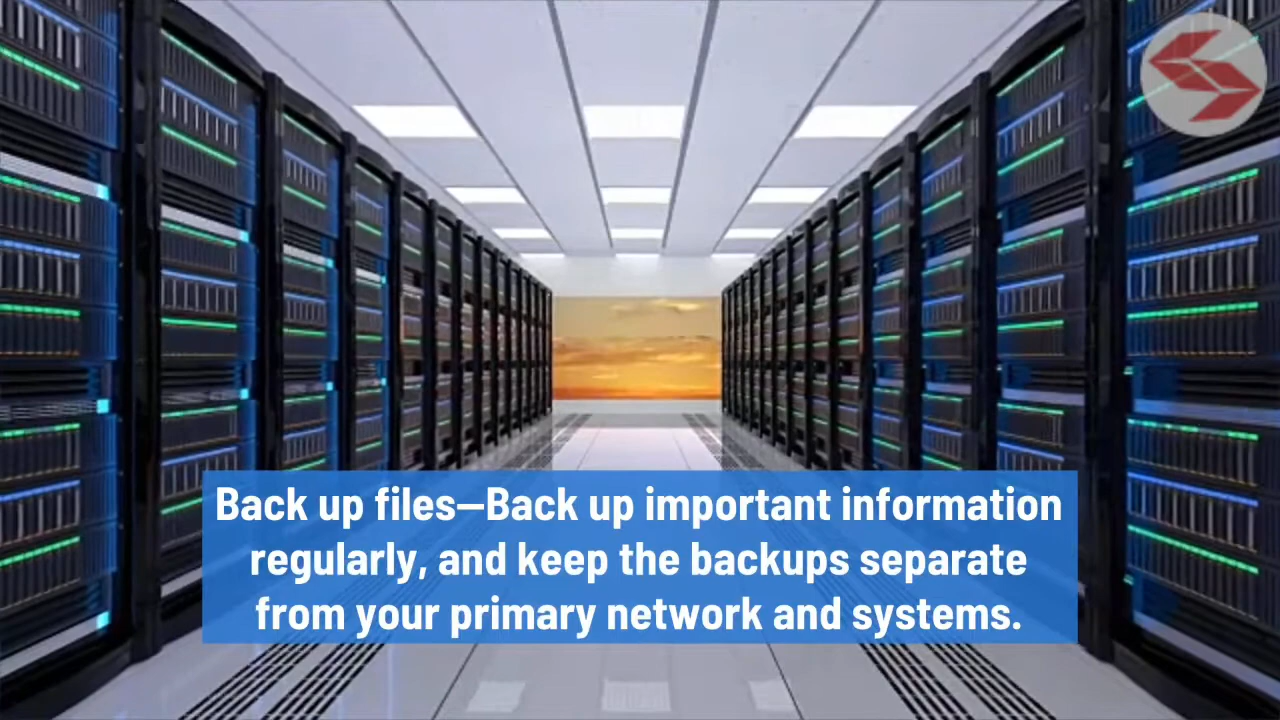 Back up files—Back up important information
regularly, and keep the backups separate
from your primary network and systems.